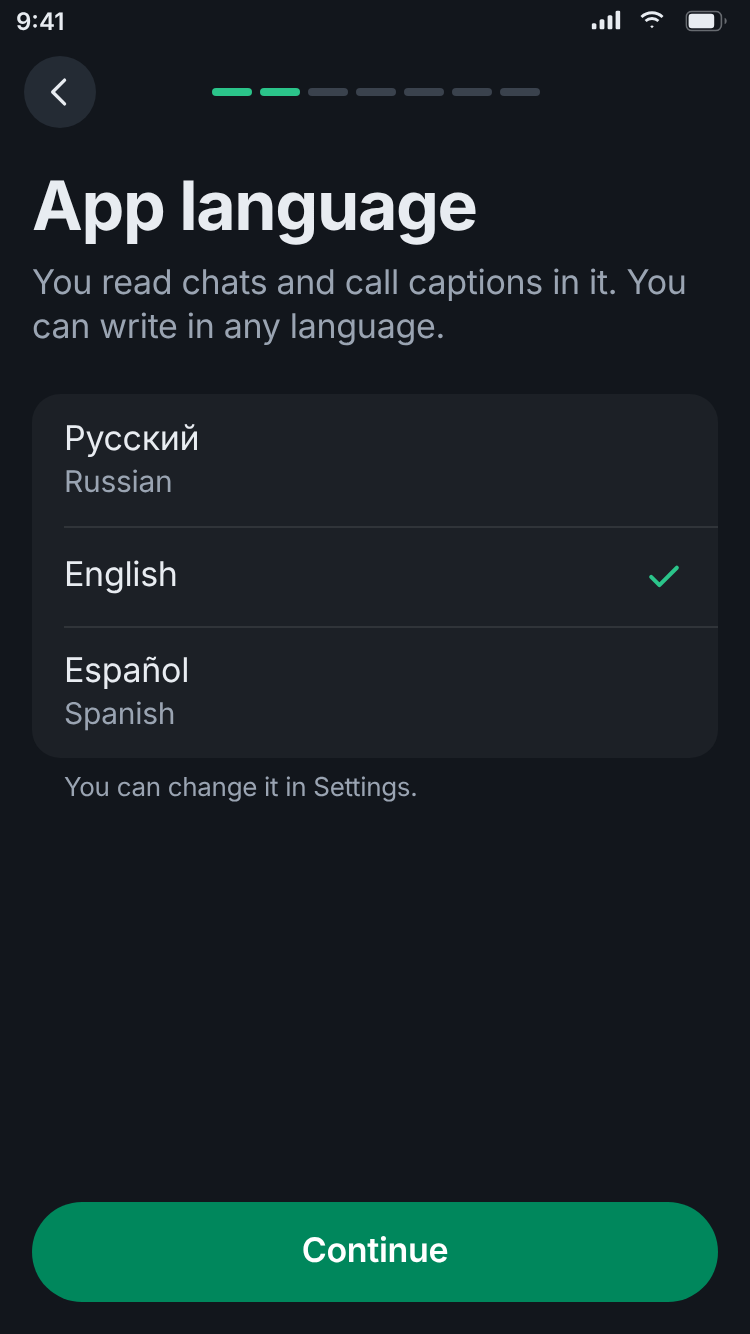 9:41
App language
You read chats and call captions in it. You
can write in any language.
Русский
Russian
English
Español
Spanish
You can change it in Settings.
Continue